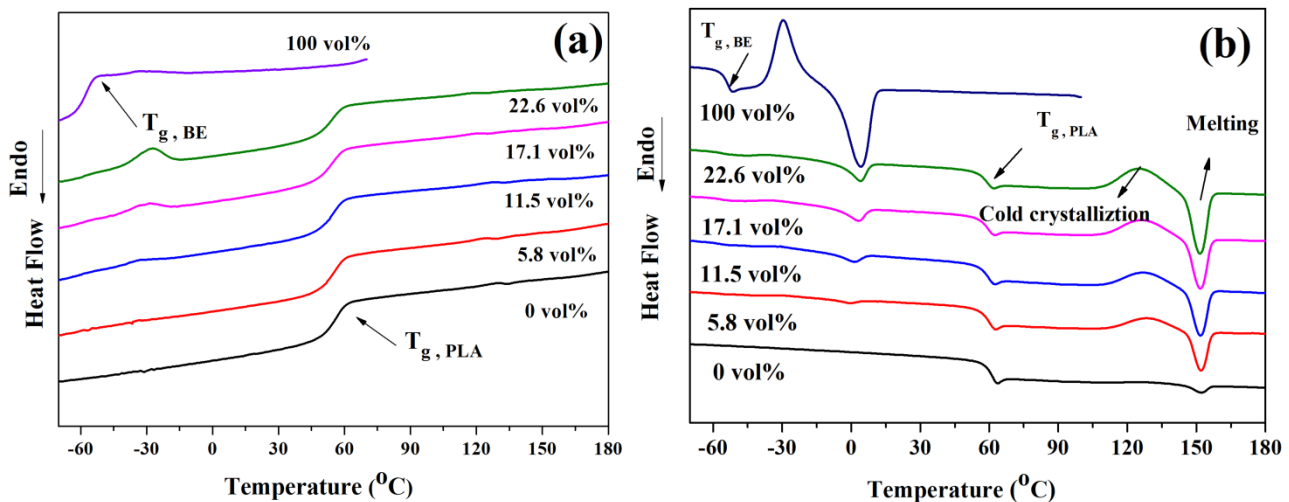 (a)
100 vol%
T g , BE
22.6 vol%
17.1 vol%
11.5 vol%
5.8 vol%
0 vol%
T g , PLA
Heat Flow Endo
-60 -30 0 30 60 90 120 150 180
Temperature (°C)
(b)
T g , BE
100 vol%
T g , PLA
Melting
22.6 vol%
Cold crystalliztion
17.1 vol%
11.5 vol%
5.8 vol%
0 vol%
Heat Flow Endo
-60 -30 0 30 60 90 120 150 180
Temperature (°C)